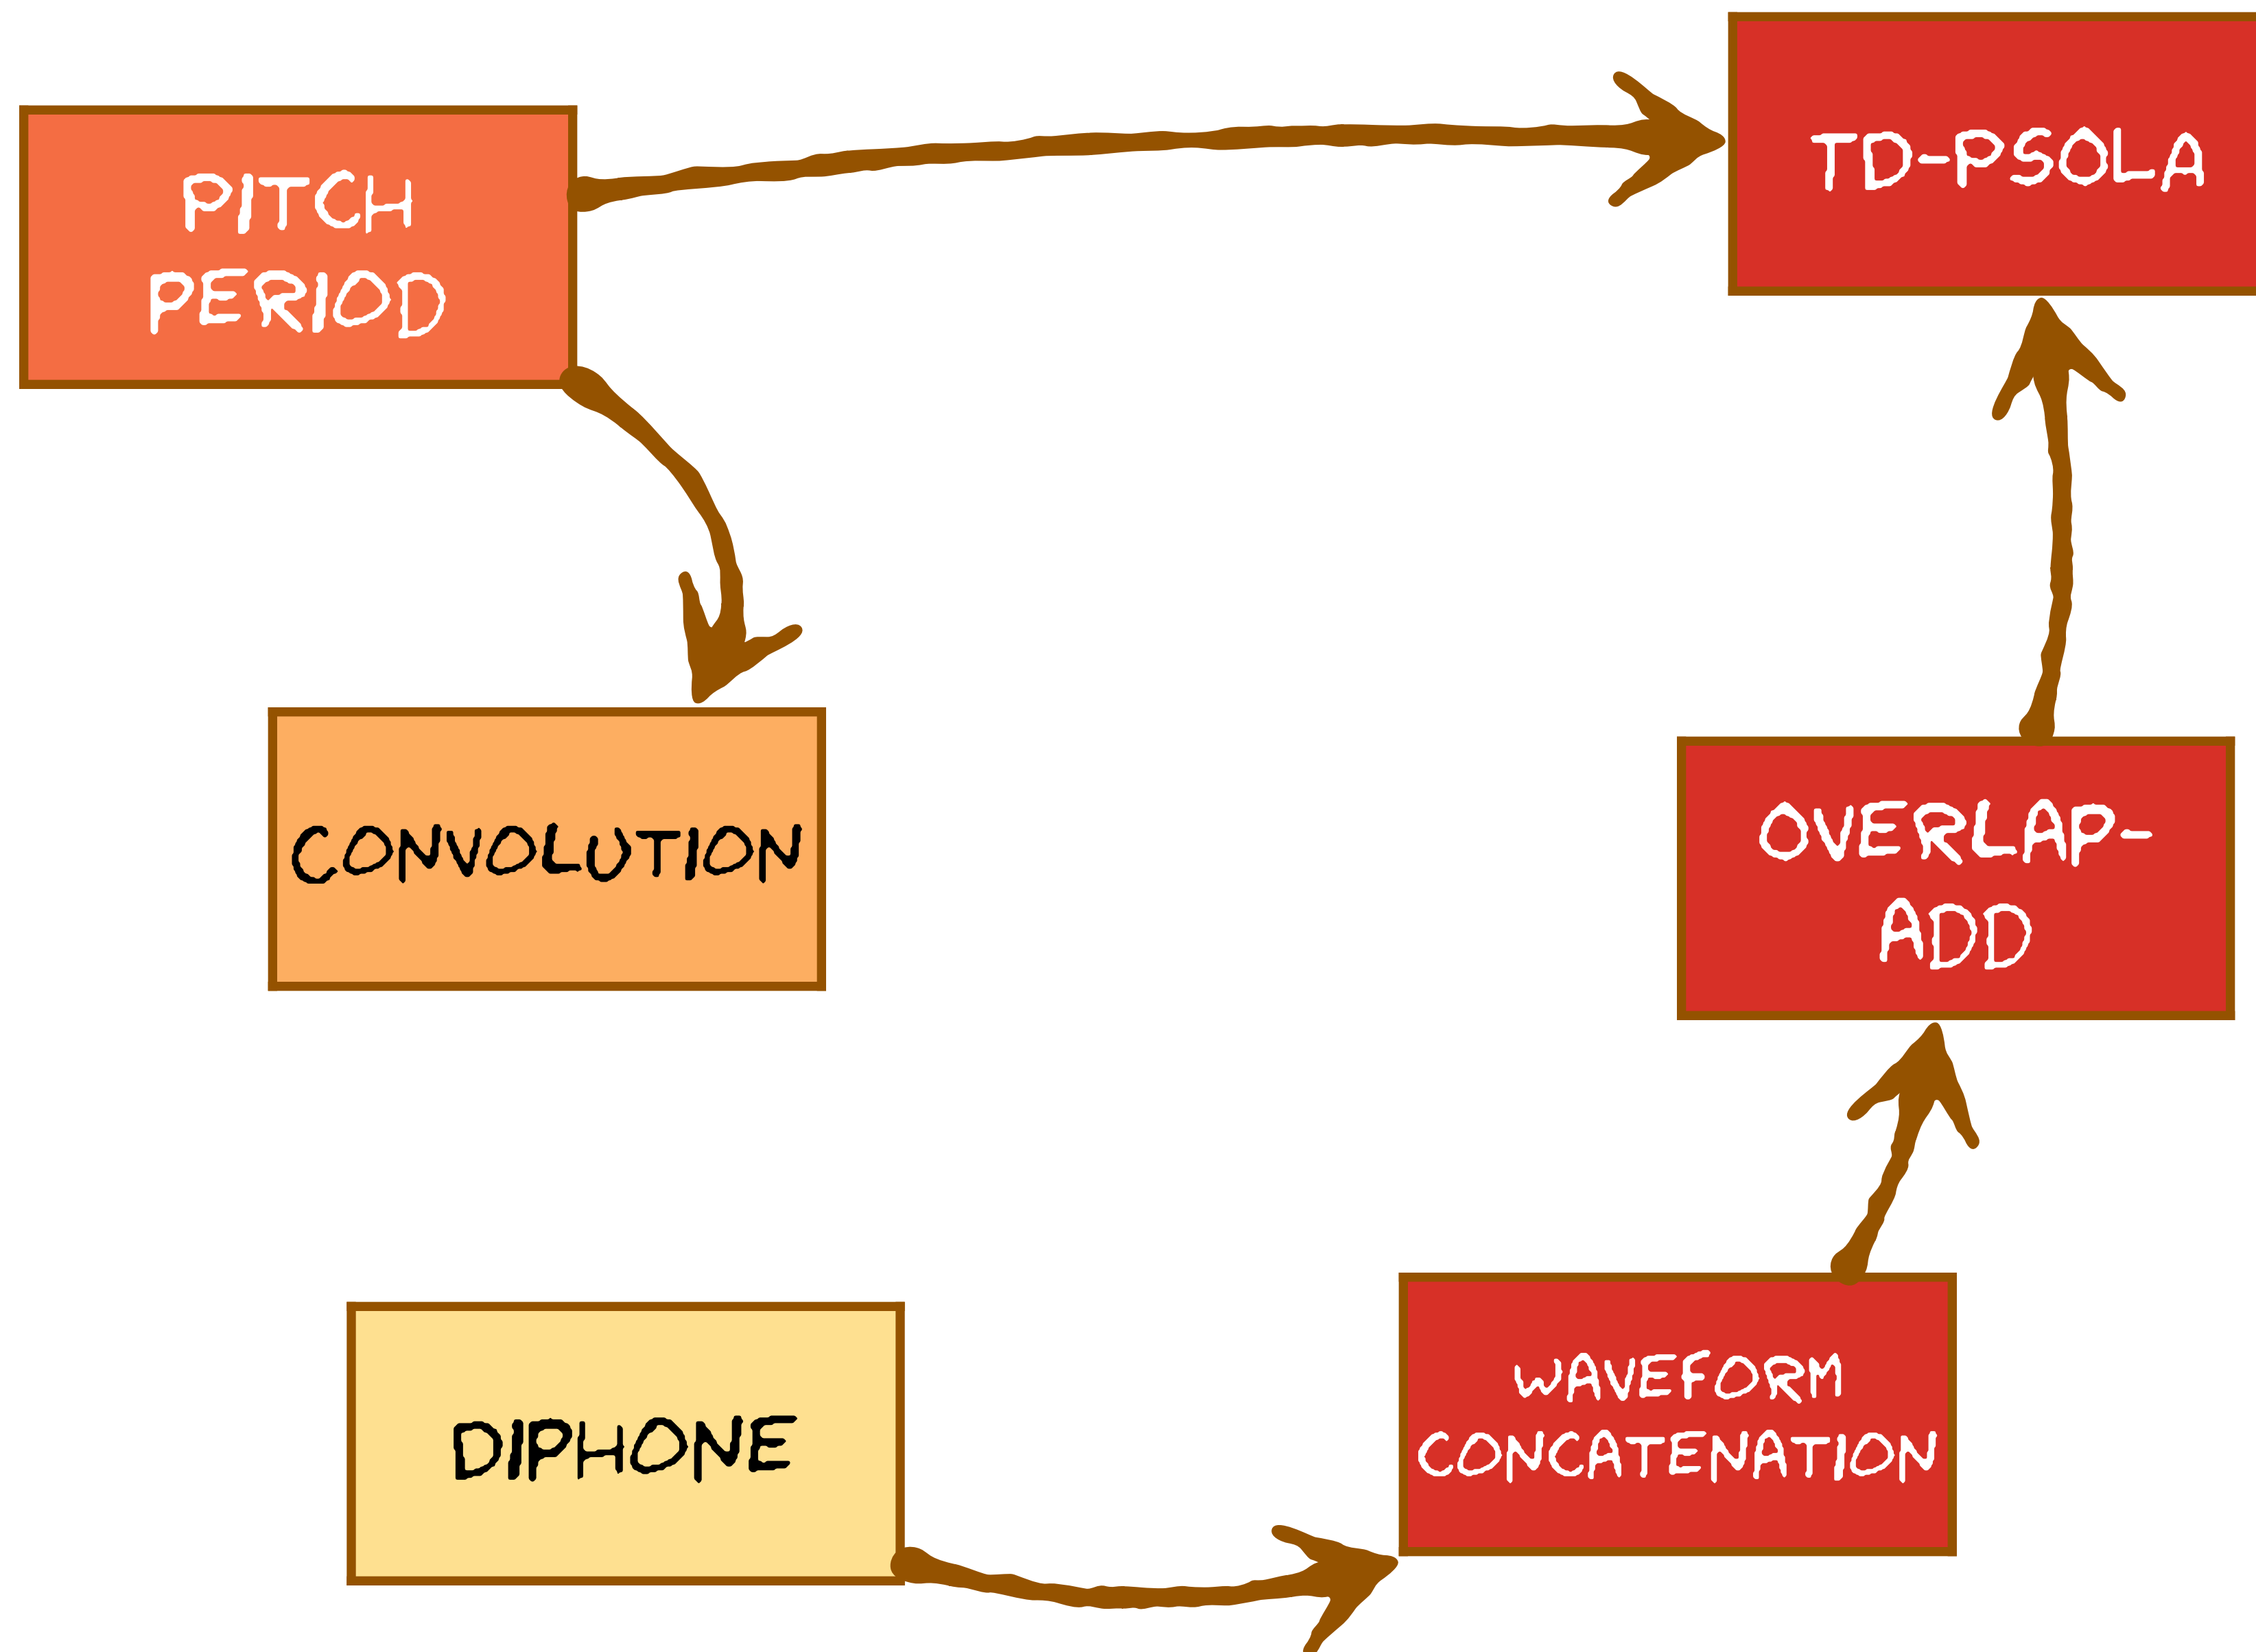 PITCH
PERIOD
TD-PSOLA
CONVOLUTION
OVERLAP-
ADD
DIPHONE
WAVEFORM
CONCATENATION